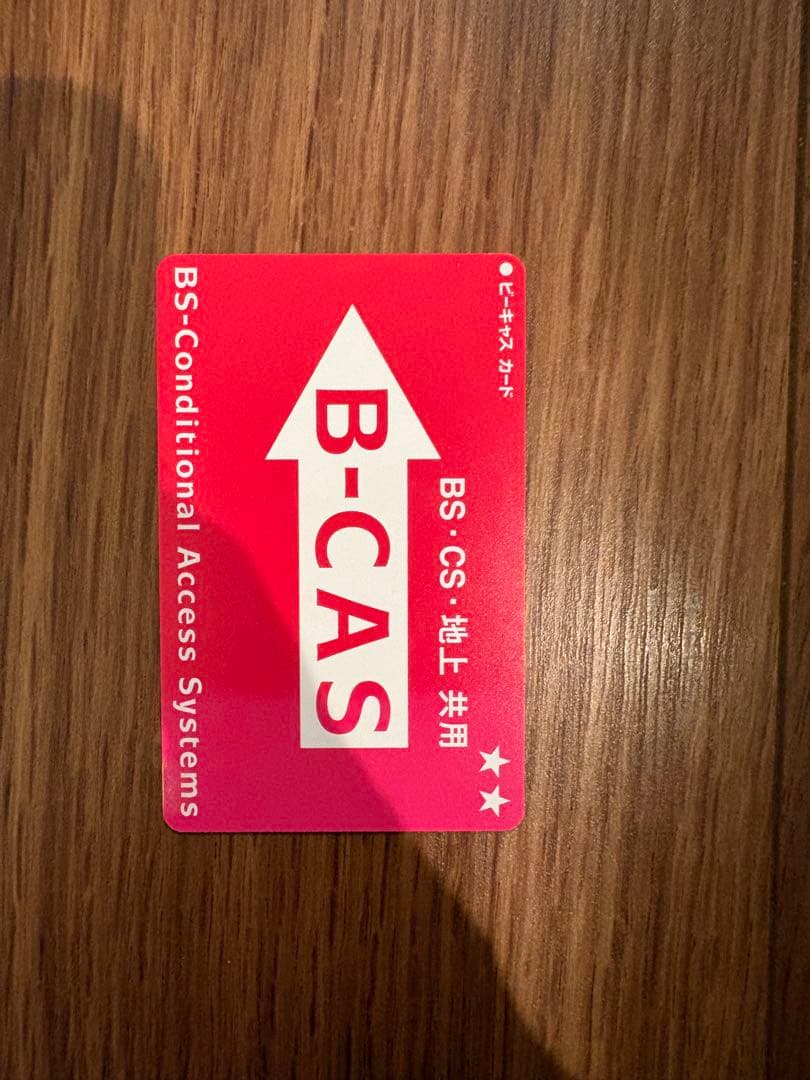 ●ビーキャス カード
★★
BS・CS・地上 共用
B-CAS
BS-Conditional Access Systems